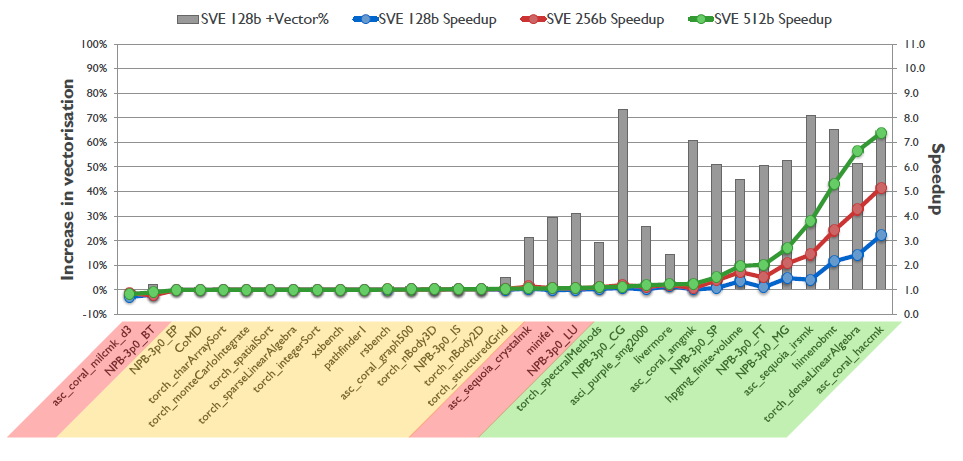 SVE 128b +Vector% SVE 128b Speedup SVE 256b Speedup SVE 512b Speedup
Increase in vectorisation
100%
90%
80%
70%
60%
50%
40%
30%
20%
10%
0%
-10%
11.0
10.0
9.0
8.0
7.0
6.0
5.0
4.0
3.0
2.0
1.0
0.0
Speedup
asc_coral_milcmk_d3
NPB-3p0_BT
NPB-3p0_EP
CoMD
torch_charArraySort
torch_monteCarloIntegrate
torch_spatialSort
torch_sparseLinearAlgebra
torch_integerSort
xsbench
pathfinderl
rsbench
asc_coral_graph500
torch_nBody3D
NPB-3p0_IS
torch_nBody2D
torch_structuredGrid
asc_sequoia_crystalmk
minife1
NPB-3p0_LU
torch_spectralMethods
NPB-3p0_CG
asci_purple_smg2000
livermore
asc_coral_amgmk
NPB-3p0_SP
hpgmg_finite-volume
NPB-3p0_FT
NPB-3p0_MG
asc_sequoia_irsmk
himenobmt
torch_denseLinearAlgebra
asc_coral_haccmk